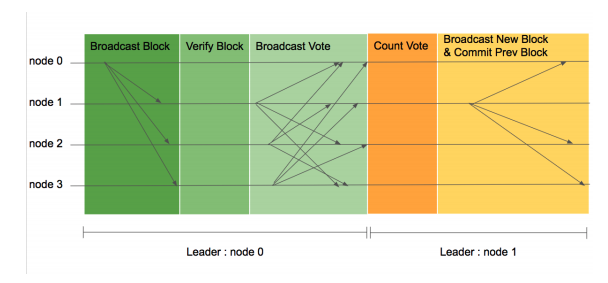 Broadcast Block
Verify Block
Broadcast Vote
Count Vote
Broadcast New Block
& Commit Prev Block
node 0
node 1
node 2
node 3
Leader : node 0
Leader : node 1